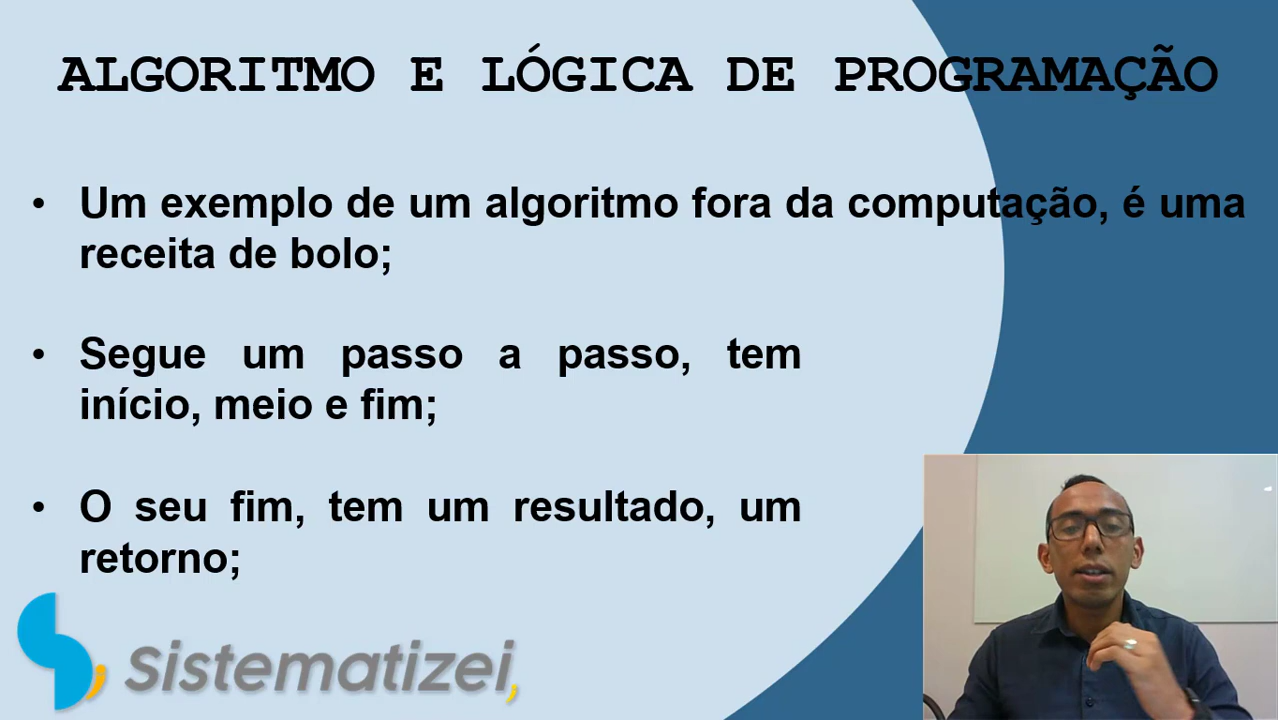 ALGORITMO E LÓGICA DE PROGRAMAÇÃO
• Um exemplo de um algoritmo fora da computação, é uma
receita de bolo;
• Segue um passo a passo, tem
início, meio e fim;
• O seu fim, tem um resultado, um
retorno;
Sistematizei,